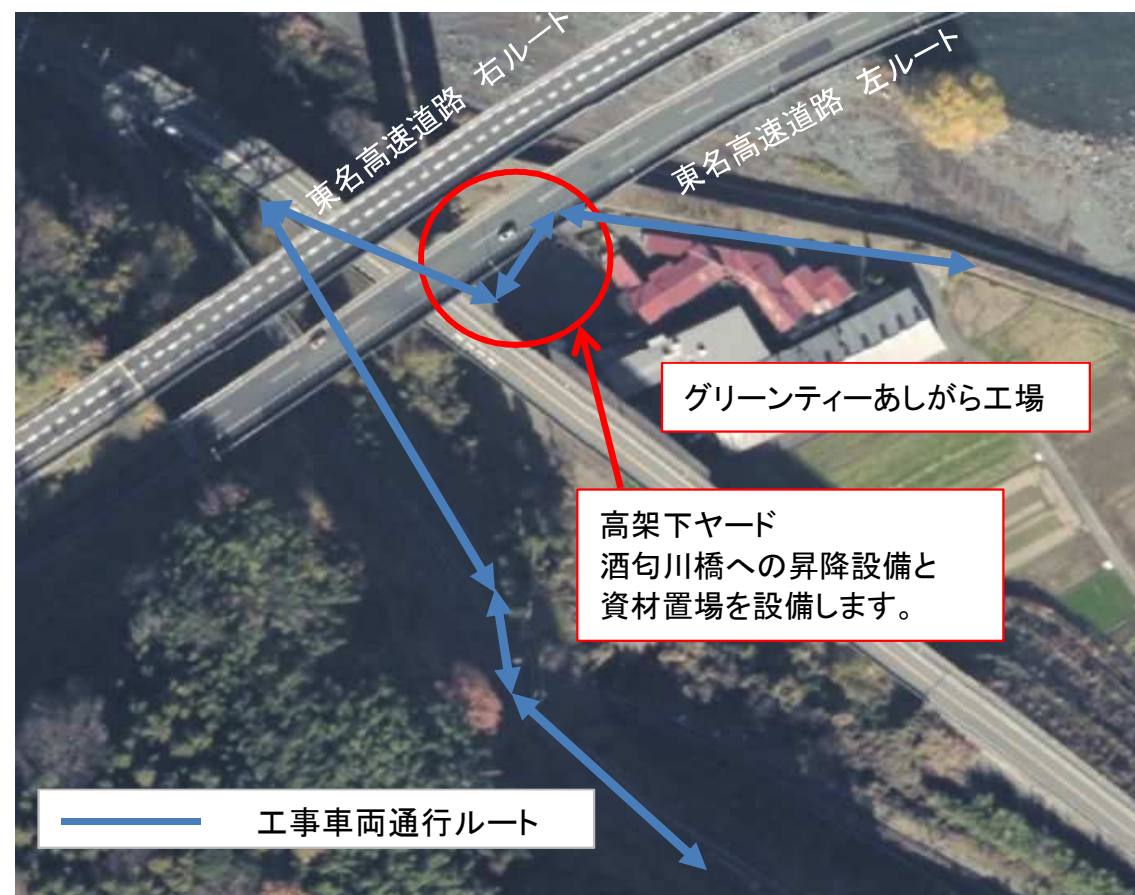 東名高速道路 右ルート
東名高速道路 左ルート
グリーンティーあしがら工場
高架下ヤード
酒匂川橋への昇降設備と
資材置場を設備します。
工事車両通行ルート